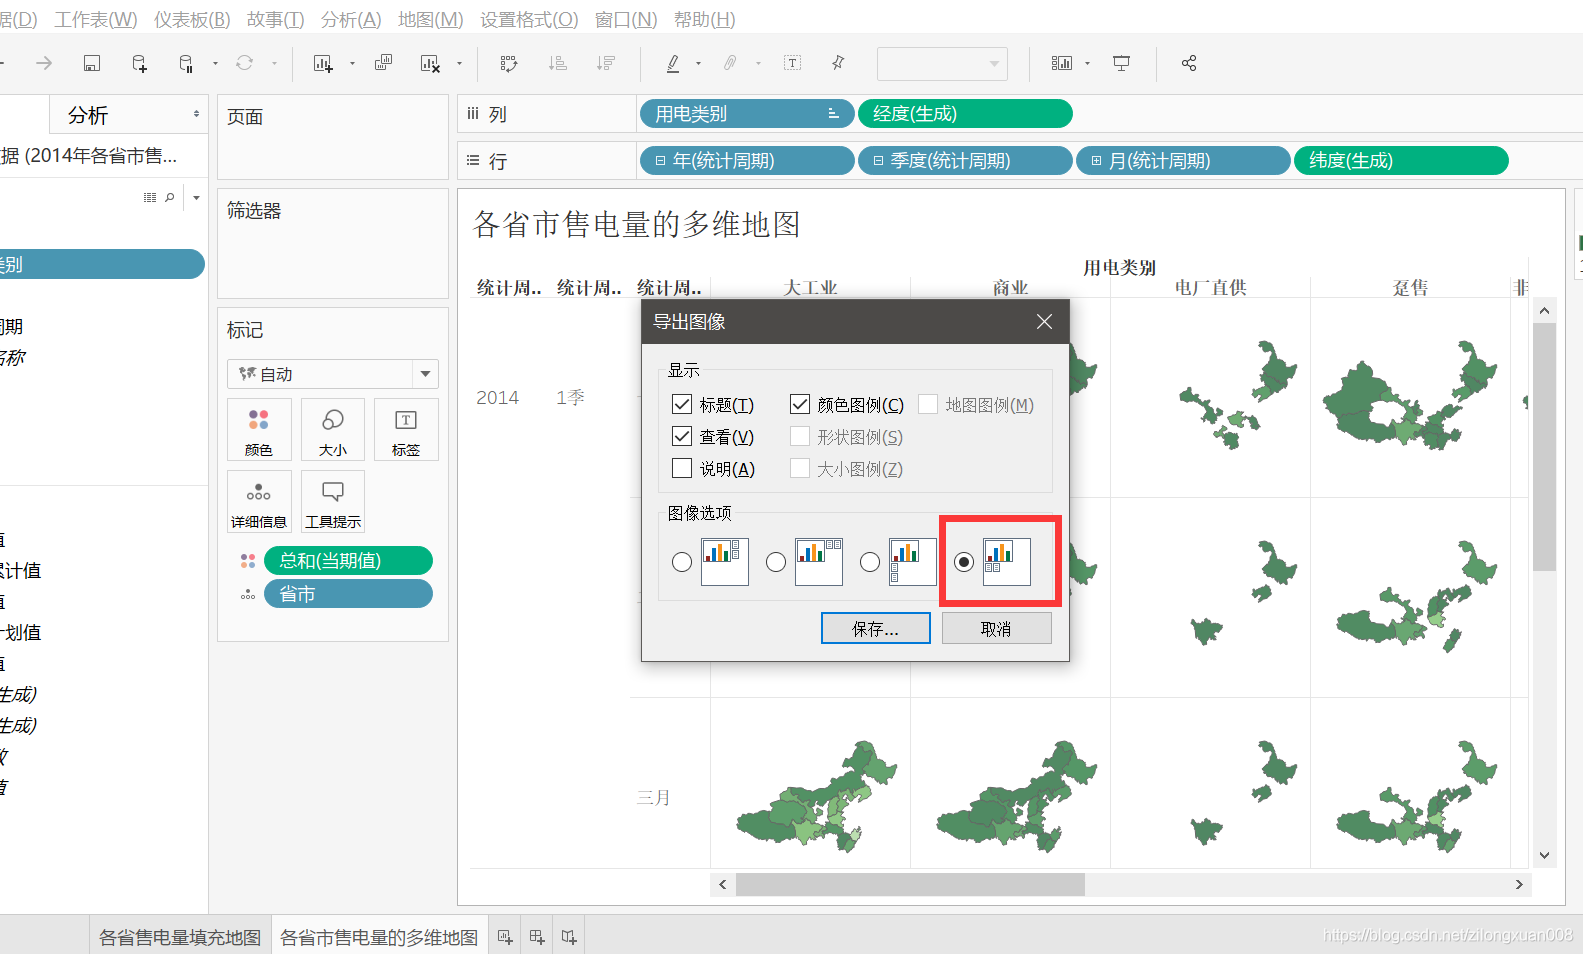 据(D) 工作表(W) 仪表板(B) 故事(T) 分析(A) 地图(M) 设置格式(O) 窗口(N) 帮助(H)
分析
据 (2014年各省市售...
类别
周期
名称
值
累计值
值
计划值
值
生成)
生成)
数
值
页面
筛选器
标记
自动
颜色
大小
标签
详细信息
工具提示
总和(当期值)
省市
列
用电类别
经度(生成)
行
年(统计周期)
季度(统计周期)
月(统计周期)
纬度(生成)
各省市售电量的多维地图
用电类别
统计周.. 统计周.. 统计周.. 大工业 商业 电厂直供 趸售 非
2014 1季
三月
导出图像
显示
标题(T) 颜色图例(C) 地图图例(M)
查看(V) 形状图例(S)
说明(A) 大小图例(Z)
图像选项
保存... 取消
各省售电量填充地图 各省市售电量的多维地图
https://blog.csdn.net/zilongxuan008